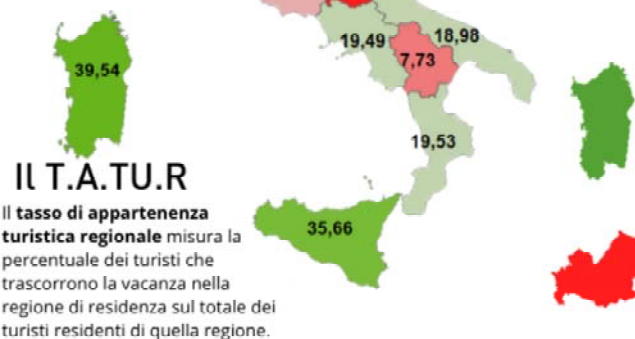 19,49
18,98
7,73
39,54
19,53
Il T.A.TU.R
Il tasso di appartenenza
turistica regionale misura la
percentuale dei turisti che
trascorrono la vacanza nella
regione di residenza sul totale dei
turisti residenti di quella regione.
35,66